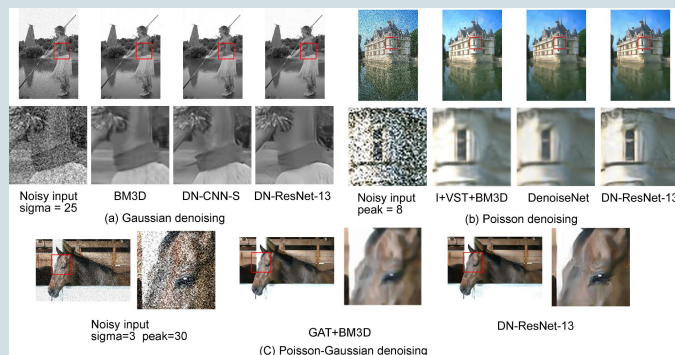 Noisy input
sigma = 25
BM3D
DN-CNN-S
DN-ResNet-13
(a) Gaussian denoising
Noisy input
peak = 8
I+VST+BM3D
DenoiseNet
DN-ResNet-13
(b) Poisson denoising
Noisy input
sigma=3 peak=30
GAT+BM3D
DN-ResNet-13
(C) Poisson-Gaussian denoising